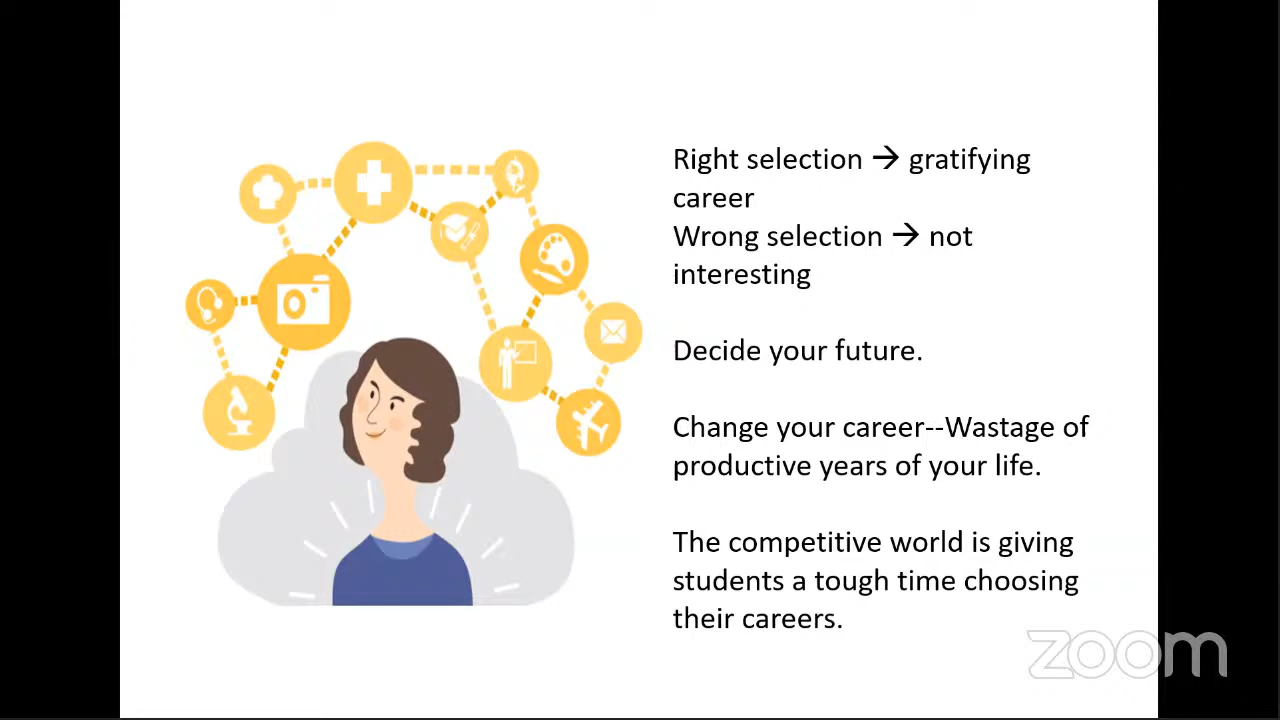 Right selection → gratifying
career
Wrong selection → not
interesting
Decide your future.
Change your career--Wastage of
productive years of your life.
The competitive world is giving
students a tough time choosing
their careers.
zoom